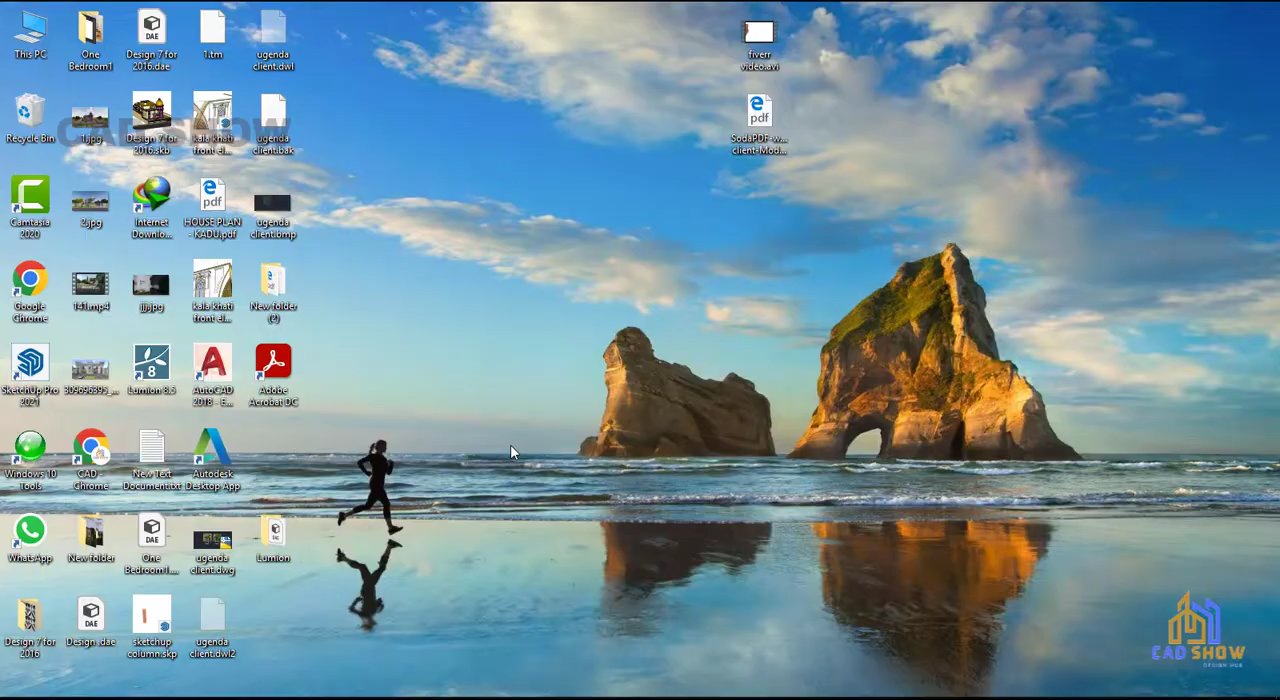 This PC
One
Bedroom1
Design 7 for
2016.dae
1.tm
ugenda
client.dwl
fiverr
video.avi
Recycle Bin
1.jpg
Design 7 for
2016.skb
kala khati
front el...
ugenda
client.bak
SodaPDF-w...
client-Mod...
CAD SHOW
Camtasia
2020
2.jpg
Internet
Downlo...
HOUSE PLAN
- KADU.pdf
ugenda
client.bmp
Google
Chrome
141.mp4
jjj.jpg
kala khati
front el...
New folder
(2)
SketchUp Pro
2021
309696395_...
Lumion 8.5
AutoCAD
2018 - E...
Adobe
Acrobat DC
Windows 10
Tools
CAD -
Chrome
New Text
Document.txt
Autodesk
Desktop App
WhatsApp
New folder
One
Bedroom1....
ugenda
client.dwg
Lumion
Design 7 for
2016
Design .dae
sketchup
column.skp
ugenda
client.dwl2
CAD SHOW
DESIGN HUB